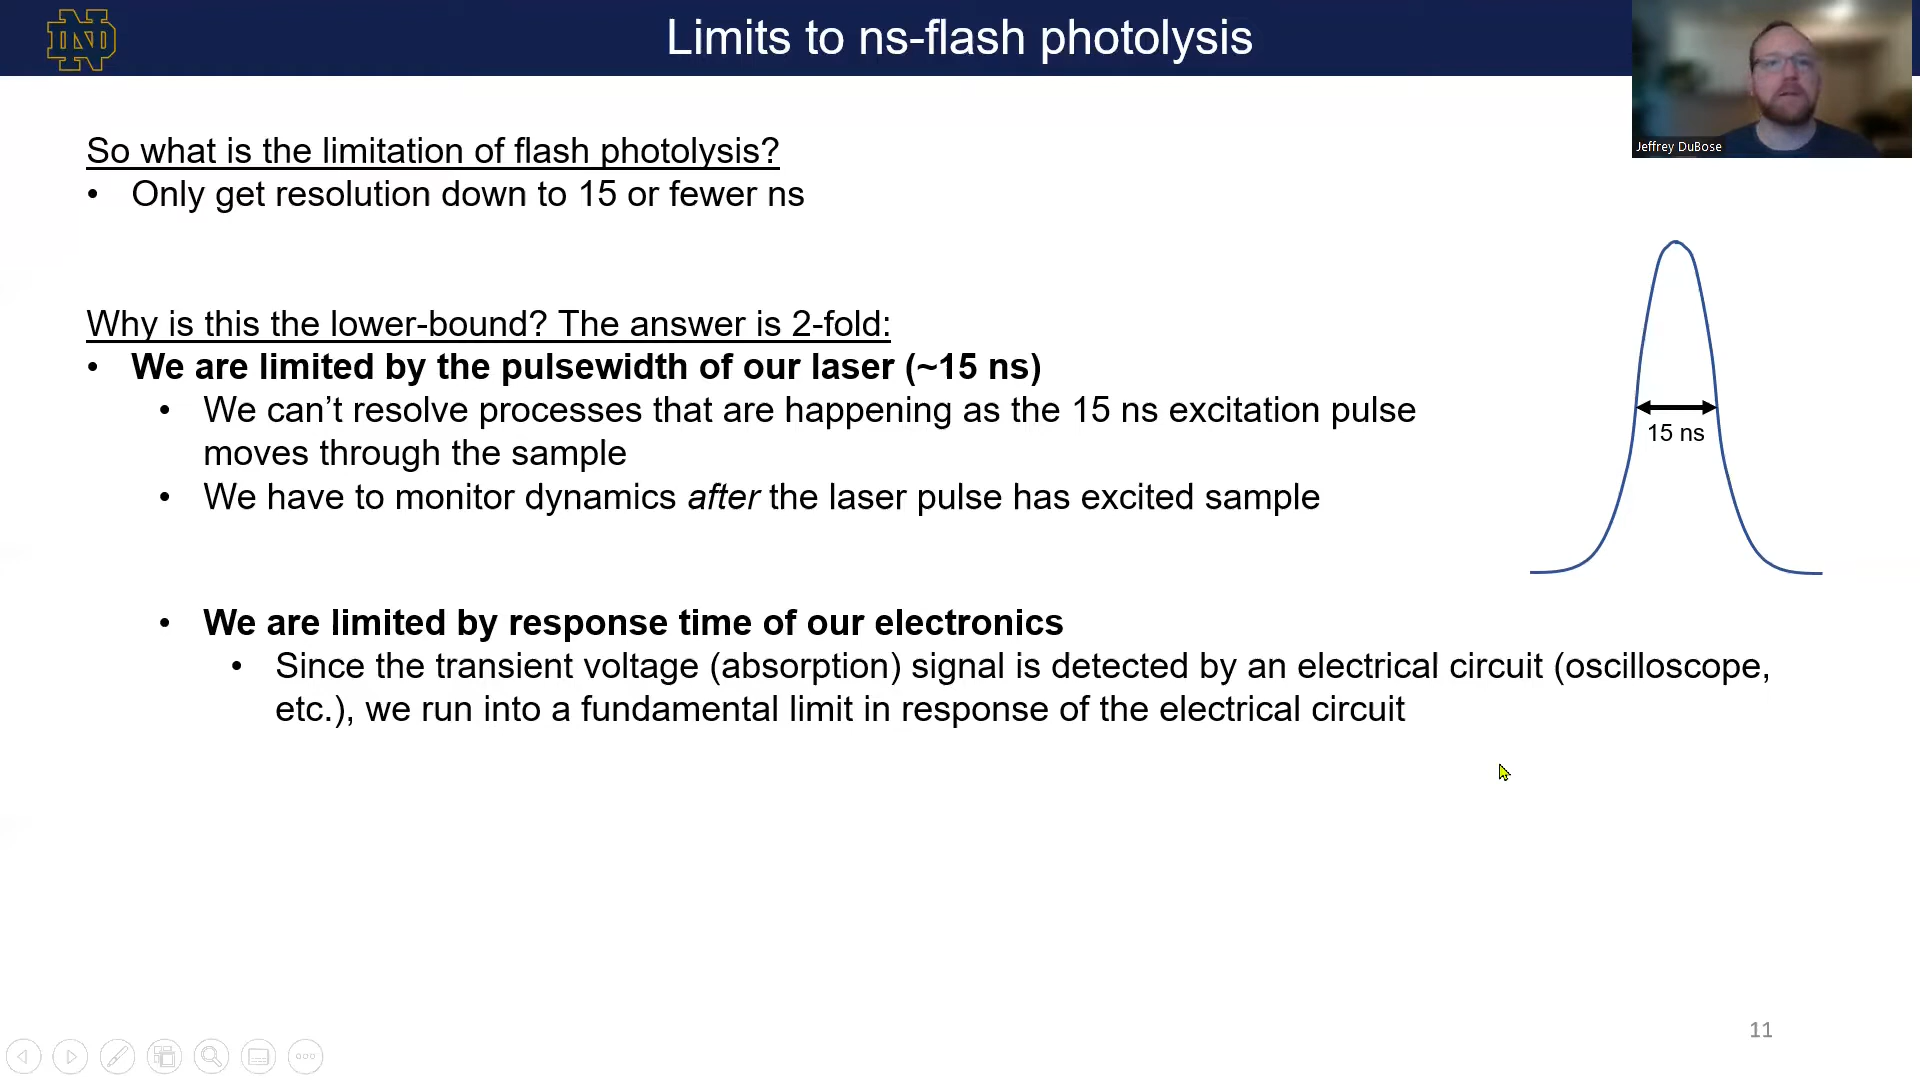 Limits to ns-flash photolysis
Jeffrey DuBose
So what is the limitation of flash photolysis?
• Only get resolution down to 15 or fewer ns
Why is this the lower-bound? The answer is 2-fold:
• We are limited by the pulsewidth of our laser (~15 ns)
• We can’t resolve processes that are happening as the 15 ns excitation pulse
moves through the sample
• We have to monitor dynamics after the laser pulse has excited sample
15 ns
• We are limited by response time of our electronics
• Since the transient voltage (absorption) signal is detected by an electrical circuit (oscilloscope,
etc.), we run into a fundamental limit in response of the electrical circuit
11